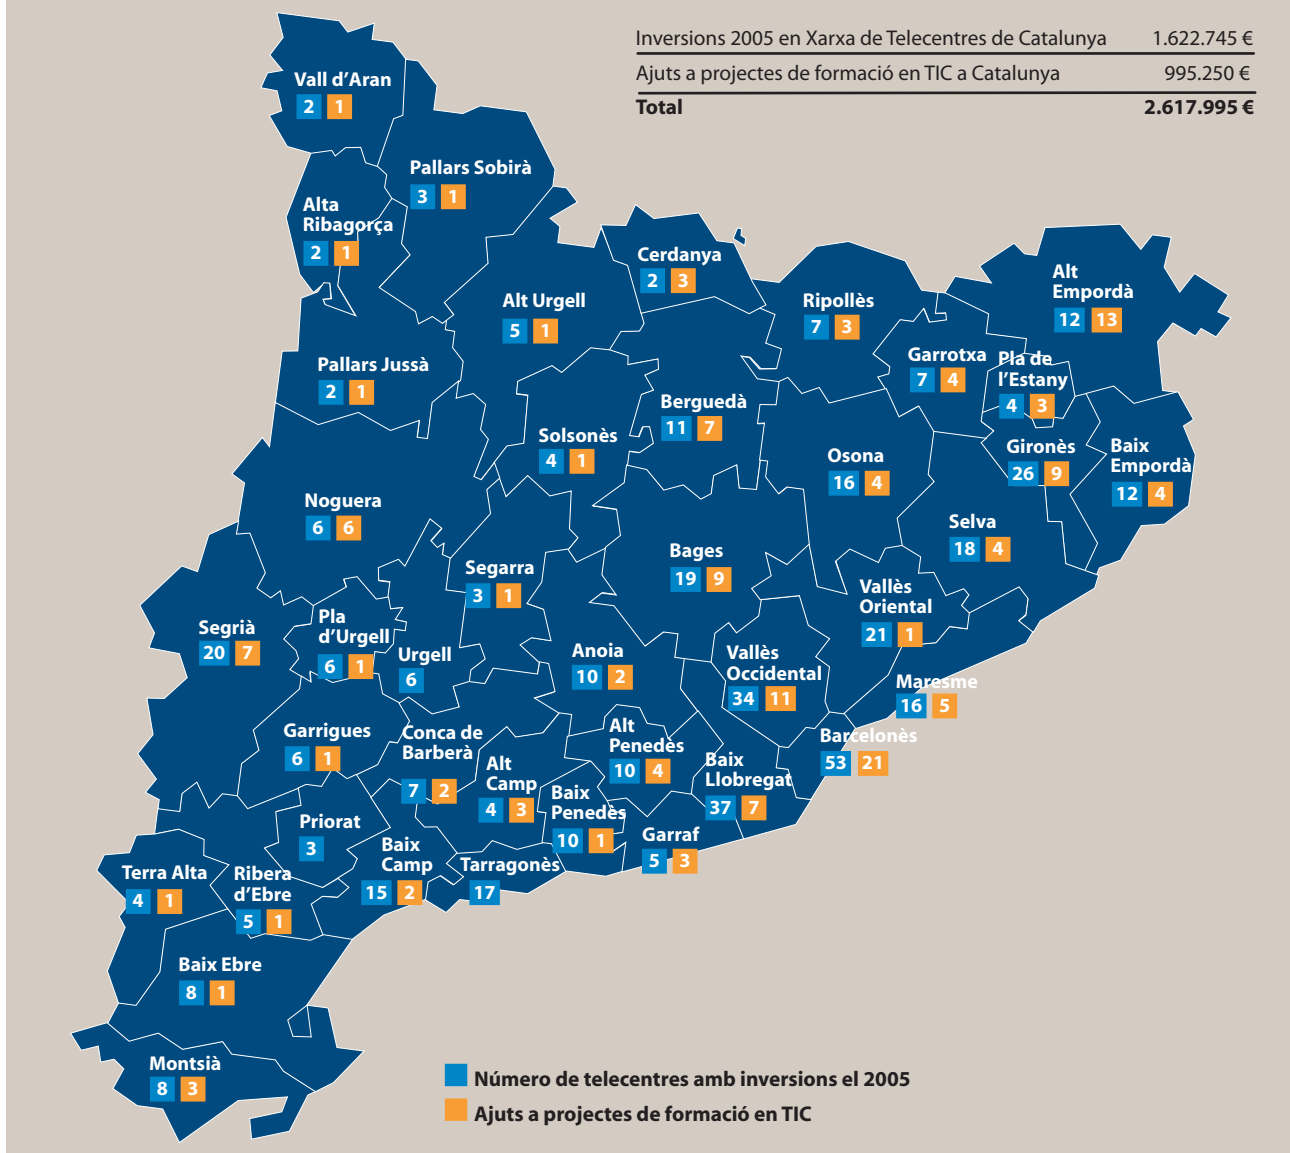 Inversions 2005 en Xarxa de Telecentres de Catalunya 1.622.745 €
Ajuts a projectes de formació en TIC a Catalunya 995.250 €
Total 2.617.995 €
Vall d'Aran
2 1
Pallars Sobirà
3 1
Alta
Ribagorça
2 1
Cerdanya
2 3
Alt Urgell
5 1
Ripollès
7 3
Alt
Empordà
12 13
Garrotxa
7 4
Pla de
l'Estany
4 3
Pallars Jussà
2 1
Berguedà
11 7
Solsonès
4 1
Osona
16 4
Gironès
26 9
Baix
Empordà
12 4
Noguera
6 6
Selva
18 4
Bages
19 9
Segarra
3 1
Vallès
Oriental
21 1
Segrià
20 7
Pla
d'Urgell
6 1
Urgell
6
Anoia
10 2
Vallès
Occidental
34 11
Maresme
16 5
Garrigues
6 1
Conca de
Barberà
7 2
Alt
Penedès
10 4
Barcelonès
53 21
Alt
Camp
4 3
Baix
Llobregat
37 7
Baix
Penedès
10 1
Priorat
3
Garraf
5 3
Baix
Camp
15 2
Tarragonès
17
Terra Alta
4 1
Ribera
d'Ebre
5 1
Baix Ebre
8 1
Montsià
8 3
Número de telecentres amb inversions el 2005
Ajuts a projectes de formació en TIC